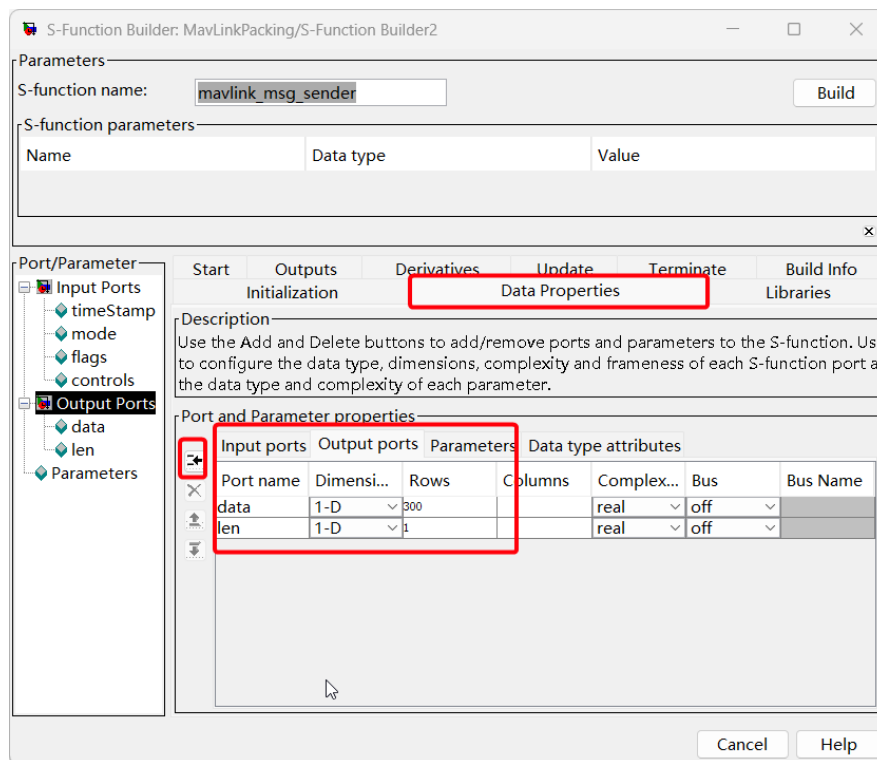 S-Function Builder: MavLinkPacking/S-Function Builder2
Parameters
S-function name: mavlink_msg_sender Build
S-function parameters
Name Data type Value
Port/Parameter
Input Ports
timeStamp
mode
flags
controls
Output Ports
data
len
Parameters
Start Outputs Derivatives Update Terminate Build Info
Initialization Data Properties Libraries
Description
Use the Add and Delete buttons to add/remove ports and parameters to the S-function. Us
to configure the data type, dimensions, complexity and frameness of each S-function port a
the data type and complexity of each parameter.
Port and Parameter properties
Input ports Output ports Parameters Data type attributes
Port name Dimensi... Rows Columns Complex... Bus Bus Name
data 1-D 300 real off
len 1-D 1 real off
Cancel Help